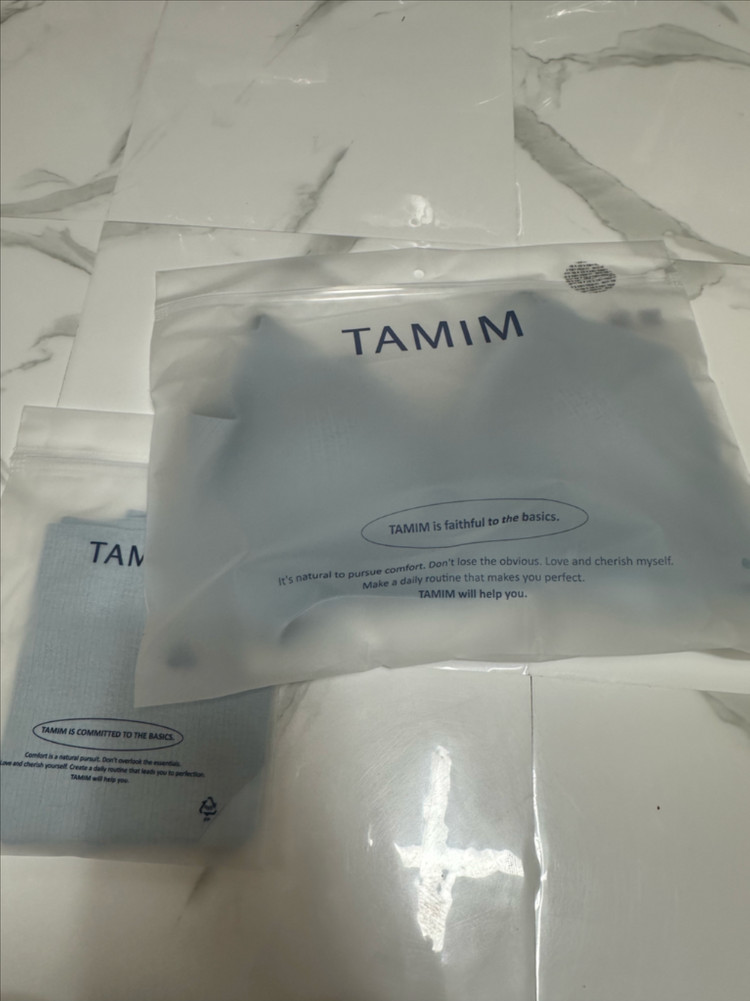 TAMIM
TAMIM is faithful to the basics.
It's natural to pursue comfort. Don't lose the obvious. Love and cherish myself.
Make a daily routine that makes you perfect.
TAMIM will help you.
TAM
TAMIM IS COMMITTED TO THE BASICS.
Comfort is a natural pursuit. Don't overlook the essentials.
Love and cherish yourself. Create a daily routine that leads you to perfection.
TAMIM will help you.